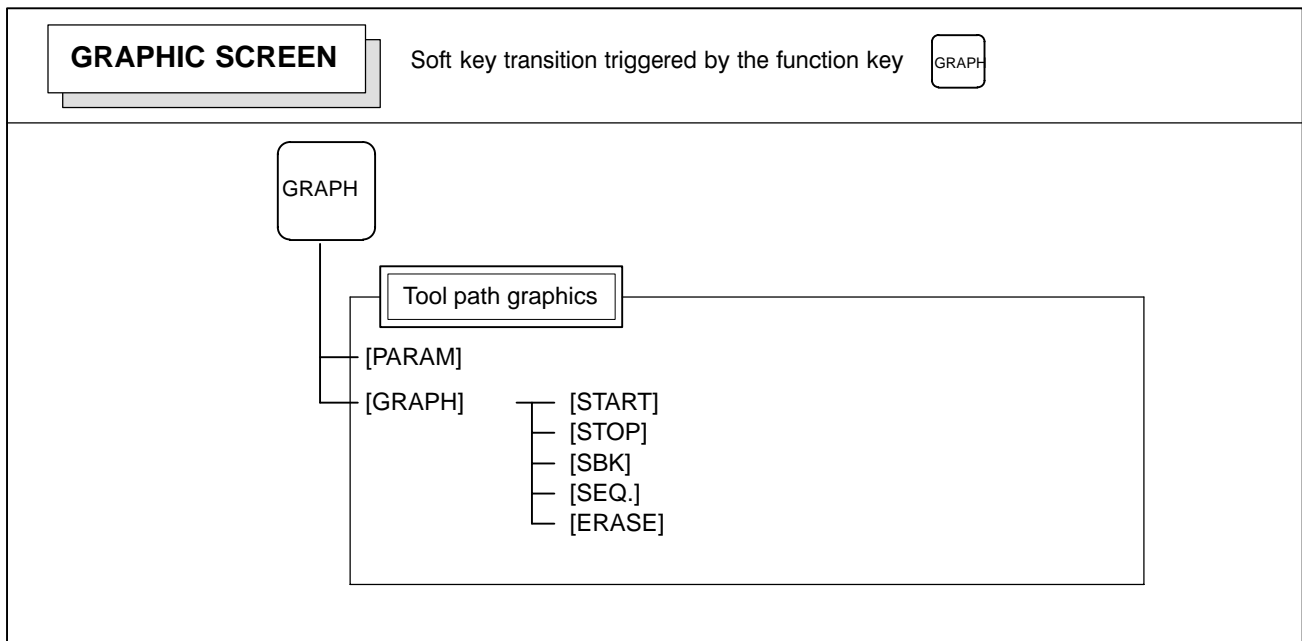 GRAPHIC SCREEN
Soft key transition triggered by the function key
GRAPH
GRAPH
Tool path graphics
[PARAM]
[GRAPH] [START]
[STOP]
[SBK]
[SEQ.]
[ERASE]